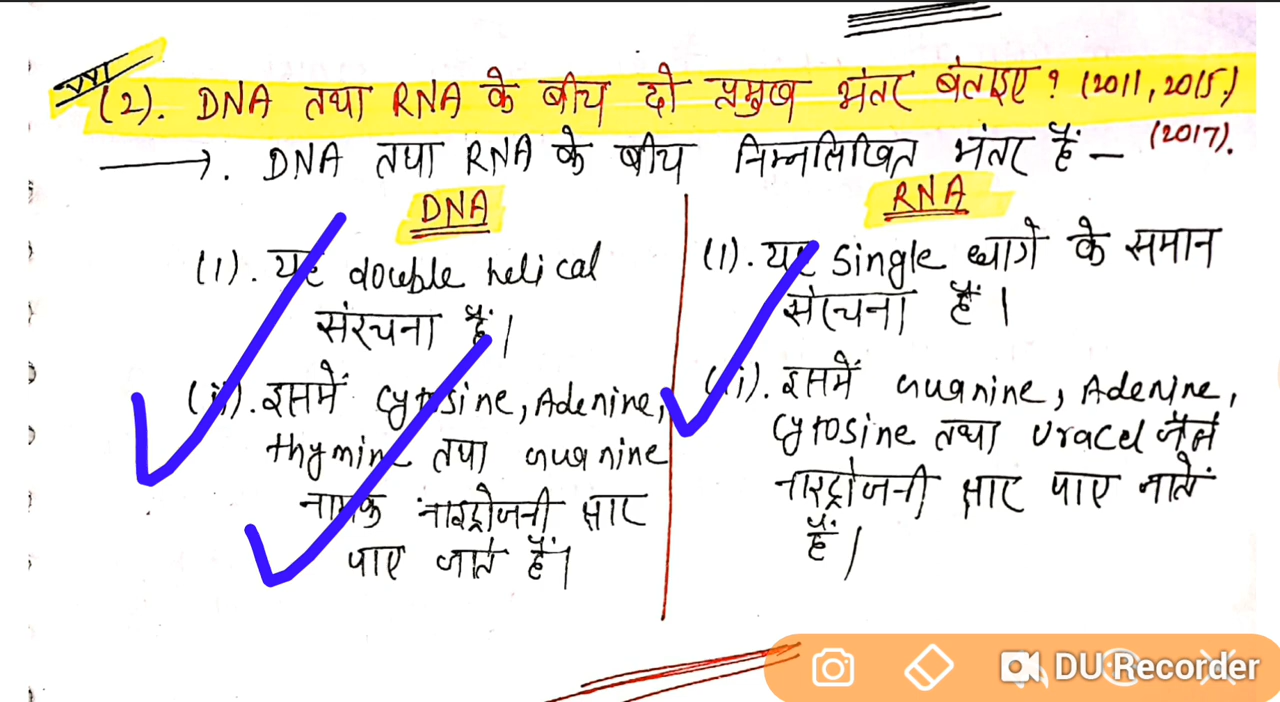 VVI
(2). DNA तथा RNA के बीच दो प्रमुख अंतर बताइए? (2011, 2015.)
(2017).
→. DNA तथा RNA के बीच निम्नलिखित अंतर हैं –
DNA
(i). यह double helical
संरचना हैं।
(ii). इसमें Cytosine, Adenine,
thymine तथा Guanine
नामक नाइट्रोजनी क्षार
पाए जाते हैं।
RNA
(i). यह Single धागे के समान
संरचना हैं।
(ii). इसमें Guanine, Adenine,
Cytosine तथा Uracel जैसे
नाइट्रोजनी क्षार पाए जाते
हैं।
DU Recorder